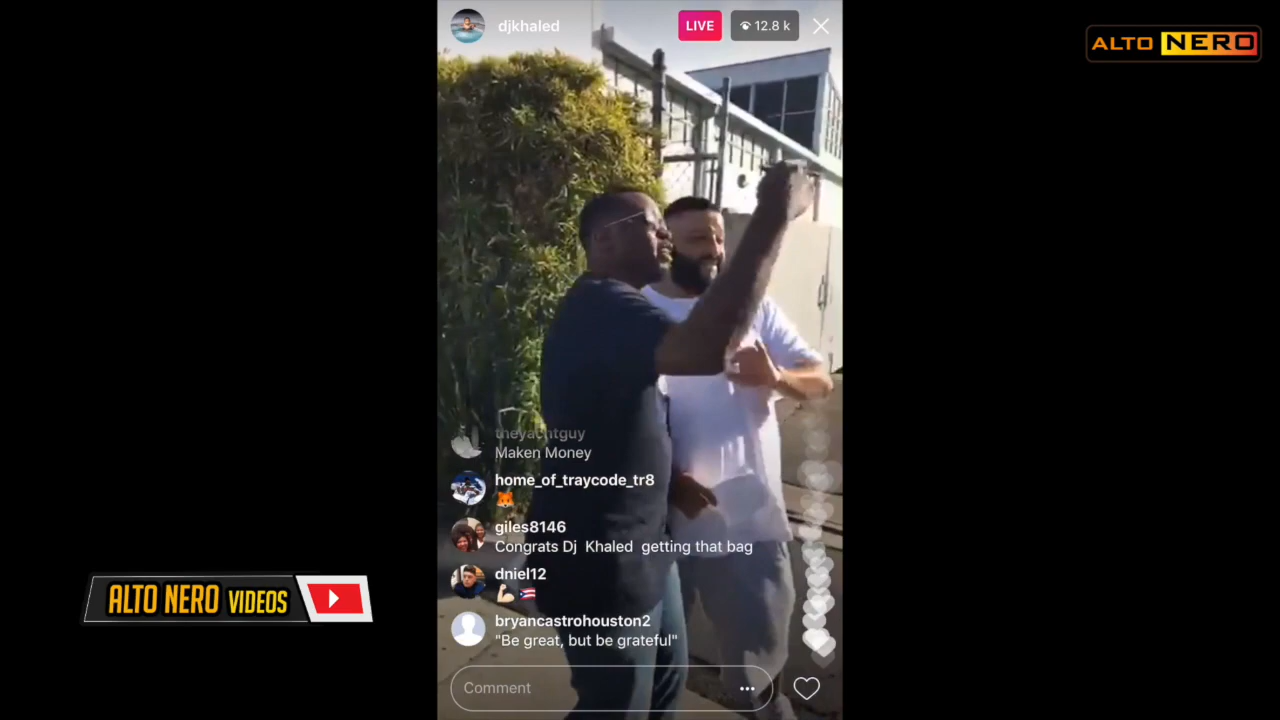 djkhaled
LIVE
12.8 k
ALTO NERO
theyachtguy
Maken Money
home_of_traycode_tr8
🦊
giles8146
Congrats Dj Khaled getting that bag
dniel12
💪🏻🇵🇷
bryancastrohouston2
"Be great, but be grateful"
ALTO NERO VIDEOS
Comment